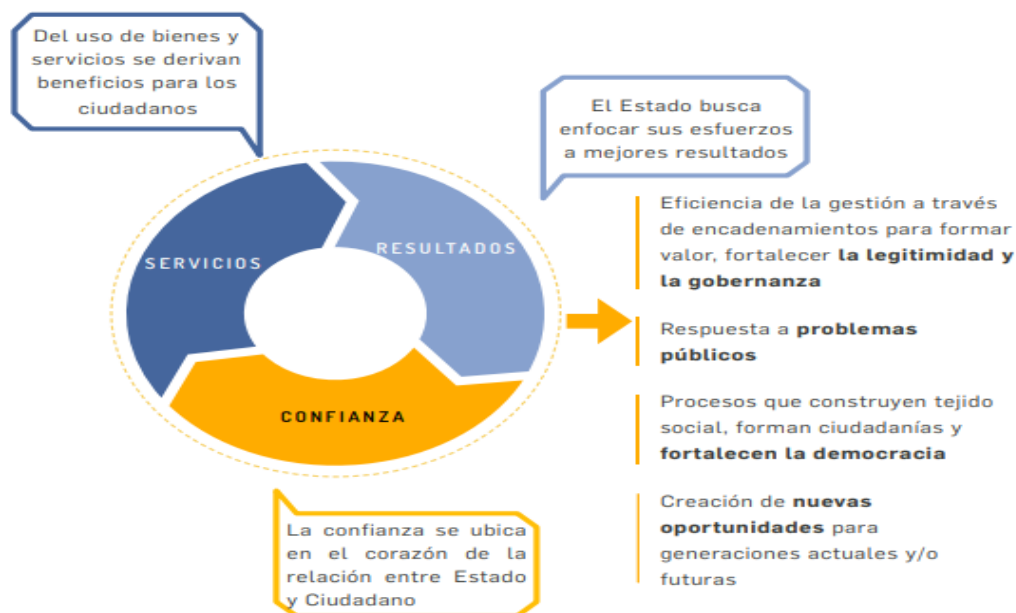 Del uso de bienes y
servicios se derivan
beneficios para los
ciudadanos
El Estado busca
enfocar sus esfuerzos
a mejores resultados
SERVICIOS
RESULTADOS
CONFIANZA
Eficiencia de la gestión a través
de encadenamientos para formar
valor, fortalecer la legitimidad y
la gobernanza
Respuesta a problemas
públicos
Procesos que construyen tejido
social, forman ciudadanías y
fortalecen la democracia
Creación de nuevas
oportunidades para
generaciones actuales y/o
futuras
La confianza se ubica
en el corazón de la
relación entre Estado
y Ciudadano